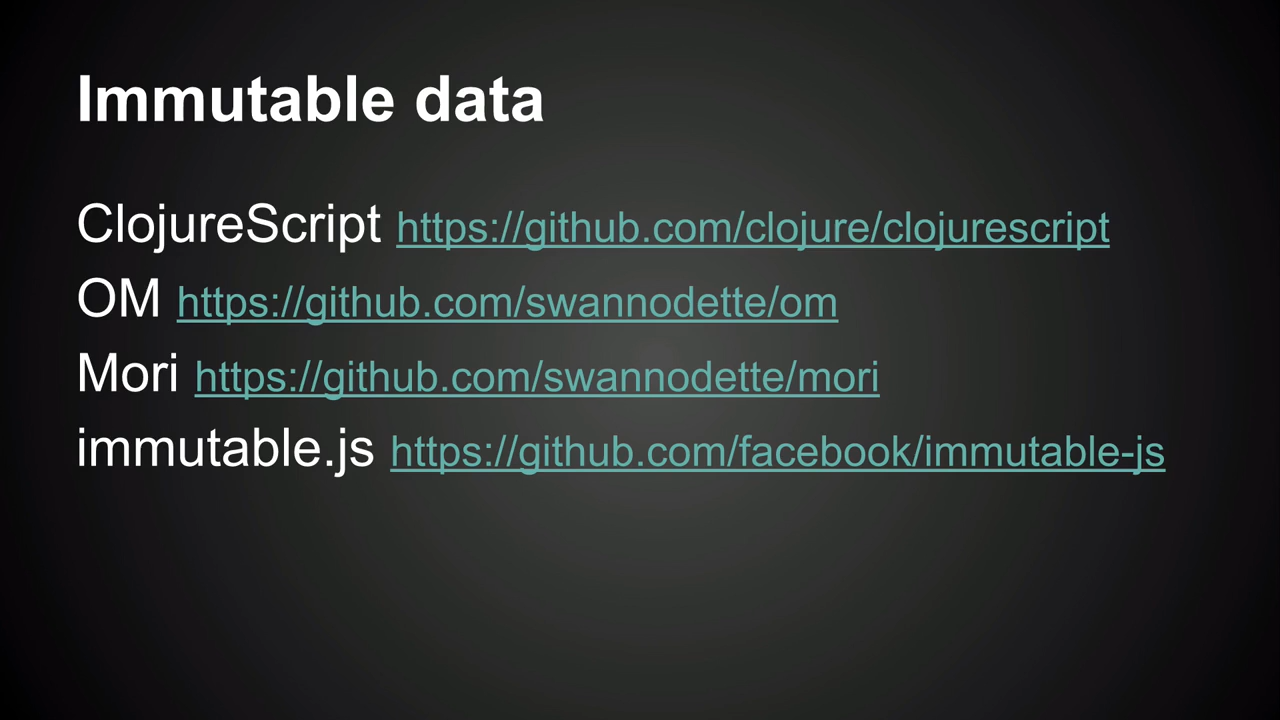 Immutable data
ClojureScript https://github.com/clojure/clojurescript
OM https://github.com/swannodette/om
Mori https://github.com/swannodette/mori
immutable.js https://github.com/facebook/immutable-js